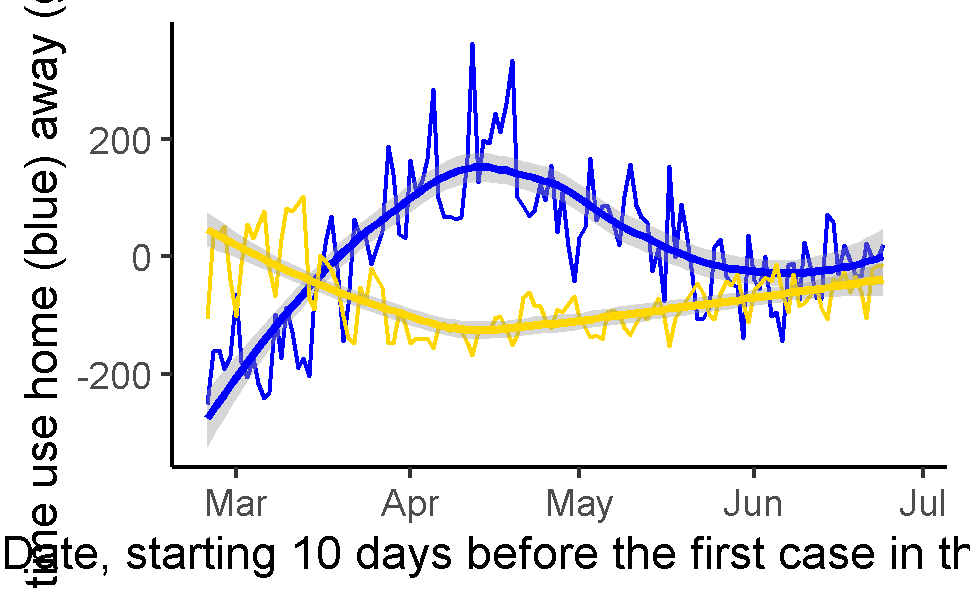 time use home (blue) away (
200
0
-200
Mar Apr May Jun Jul
Date, starting 10 days before the first case in th